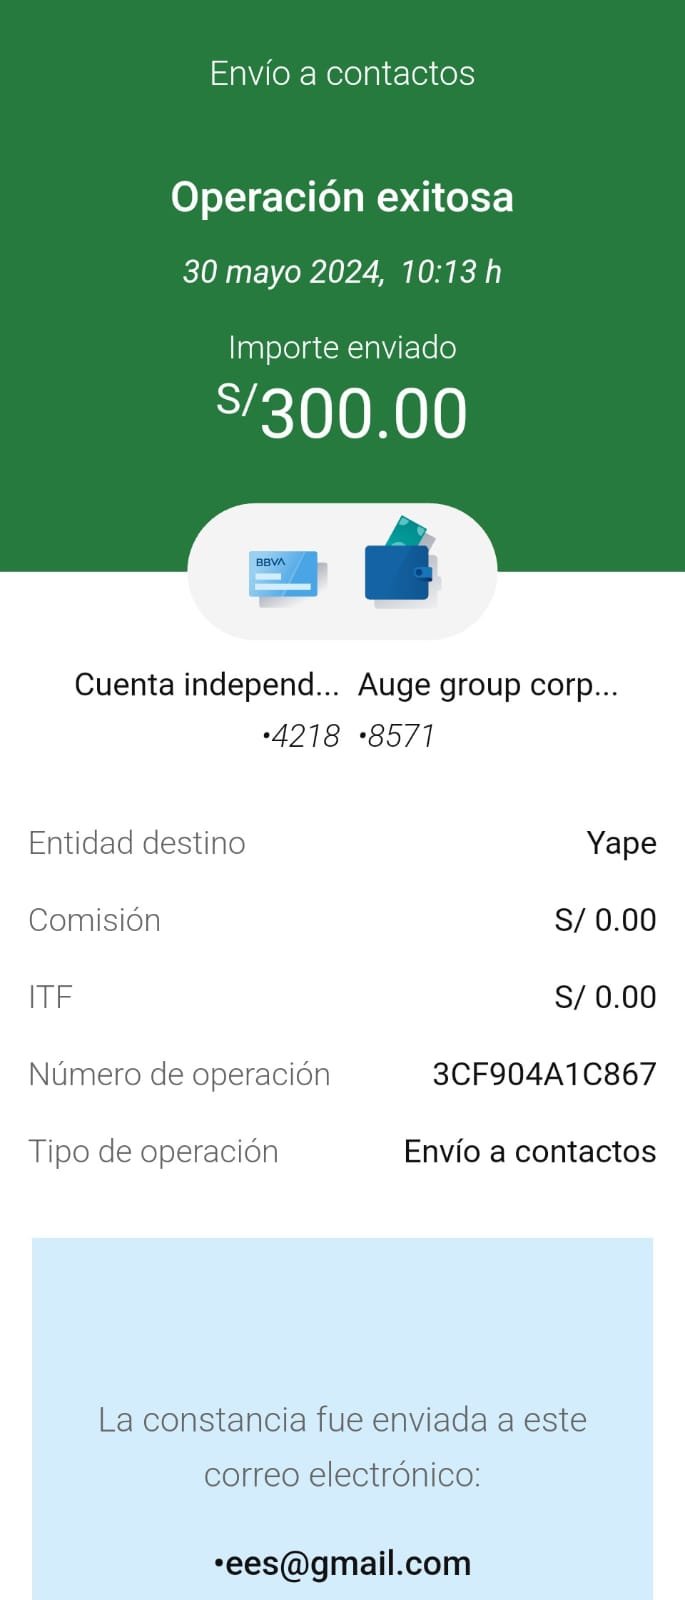 Envío a contactos
Operación exitosa
30 mayo 2024, 10:13 h
Importe enviado
S/300.00
BBVA
Cuenta independ... Auge group corp...
•4218 •8571
Entidad destino Yape
Comisión S/ 0.00
ITF S/ 0.00
Número de operación 3CF904A1C867
Tipo de operación Envío a contactos
La constancia fue enviada a este
correo electrónico:
•ees@gmail.com